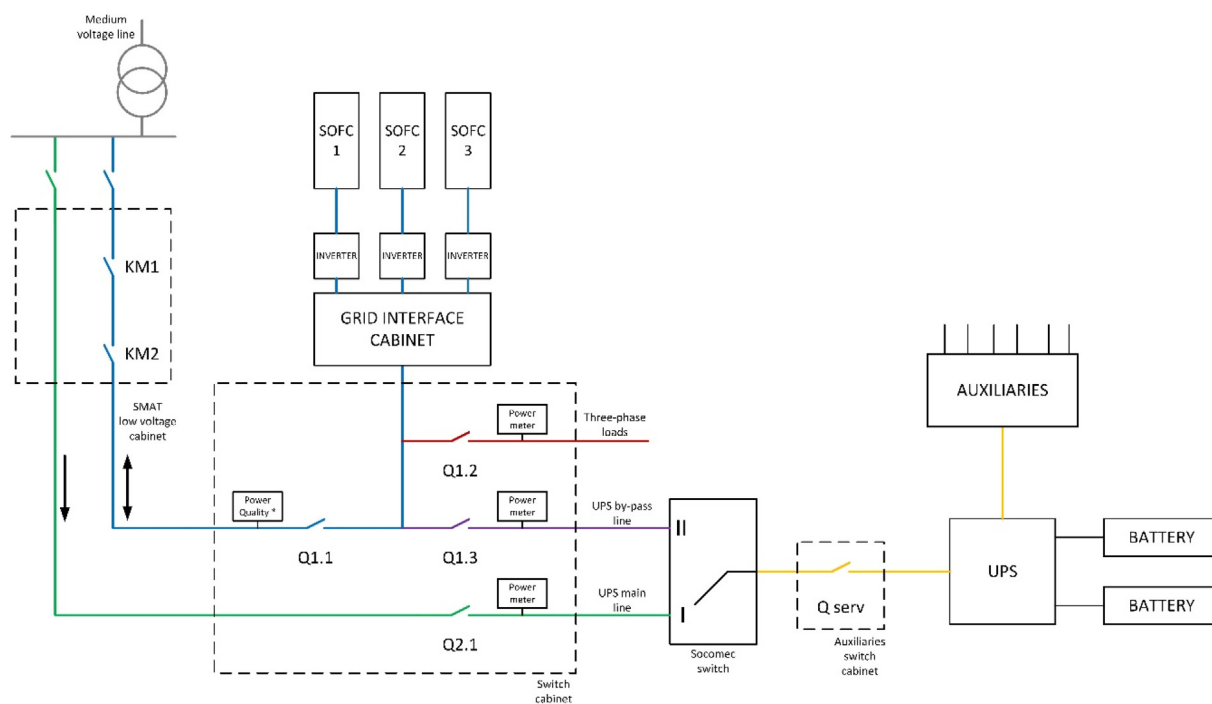 Medium
voltage line
SOFC
1
SOFC
2
SOFC
3
INVERTER
INVERTER
INVERTER
GRID INTERFACE
CABINET
KM1
KM2
SMAT
low voltage
cabinet
Power
meter
Three-phase
loads
Q1.2
Power
Quality *
Q1.1
Power
meter
UPS by-pass
line
Q1.3
Power
meter
UPS main
line
Q2.1
Switch
cabinet
II
I
Socomec
switch
Q serv
Auxiliaries
switch cabinet
AUXILIARIES
UPS
BATTERY
BATTERY